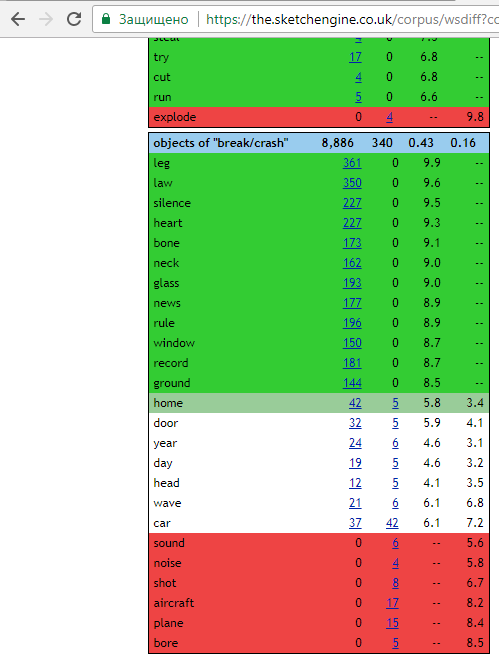 Защищено https://the.sketchengine.co.uk/corpus/wsdiff?co
steal 4 0 7.3 --
try 17 0 6.8 --
cut 4 0 6.8 --
run 5 0 6.6 --
explode 0 4 -- 9.8
objects of "break/crash" 8,886 340 0.43 0.16
leg 361 0 9.9 --
law 350 0 9.6 --
silence 227 0 9.5 --
heart 227 0 9.3 --
bone 173 0 9.1 --
neck 162 0 9.0 --
glass 193 0 9.0 --
news 177 0 8.9 --
rule 196 0 8.9 --
window 150 0 8.7 --
record 181 0 8.7 --
ground 144 0 8.5 --
home 42 5 5.8 3.4
door 32 5 5.9 4.1
year 24 6 4.6 3.1
day 19 5 4.6 3.2
head 12 5 4.1 3.5
wave 21 6 6.1 6.8
car 37 42 6.1 7.2
sound 0 6 -- 5.6
noise 0 4 -- 5.8
shot 0 8 -- 6.7
aircraft 0 17 -- 8.2
plane 0 15 -- 8.4
bore 0 5 -- 8.5